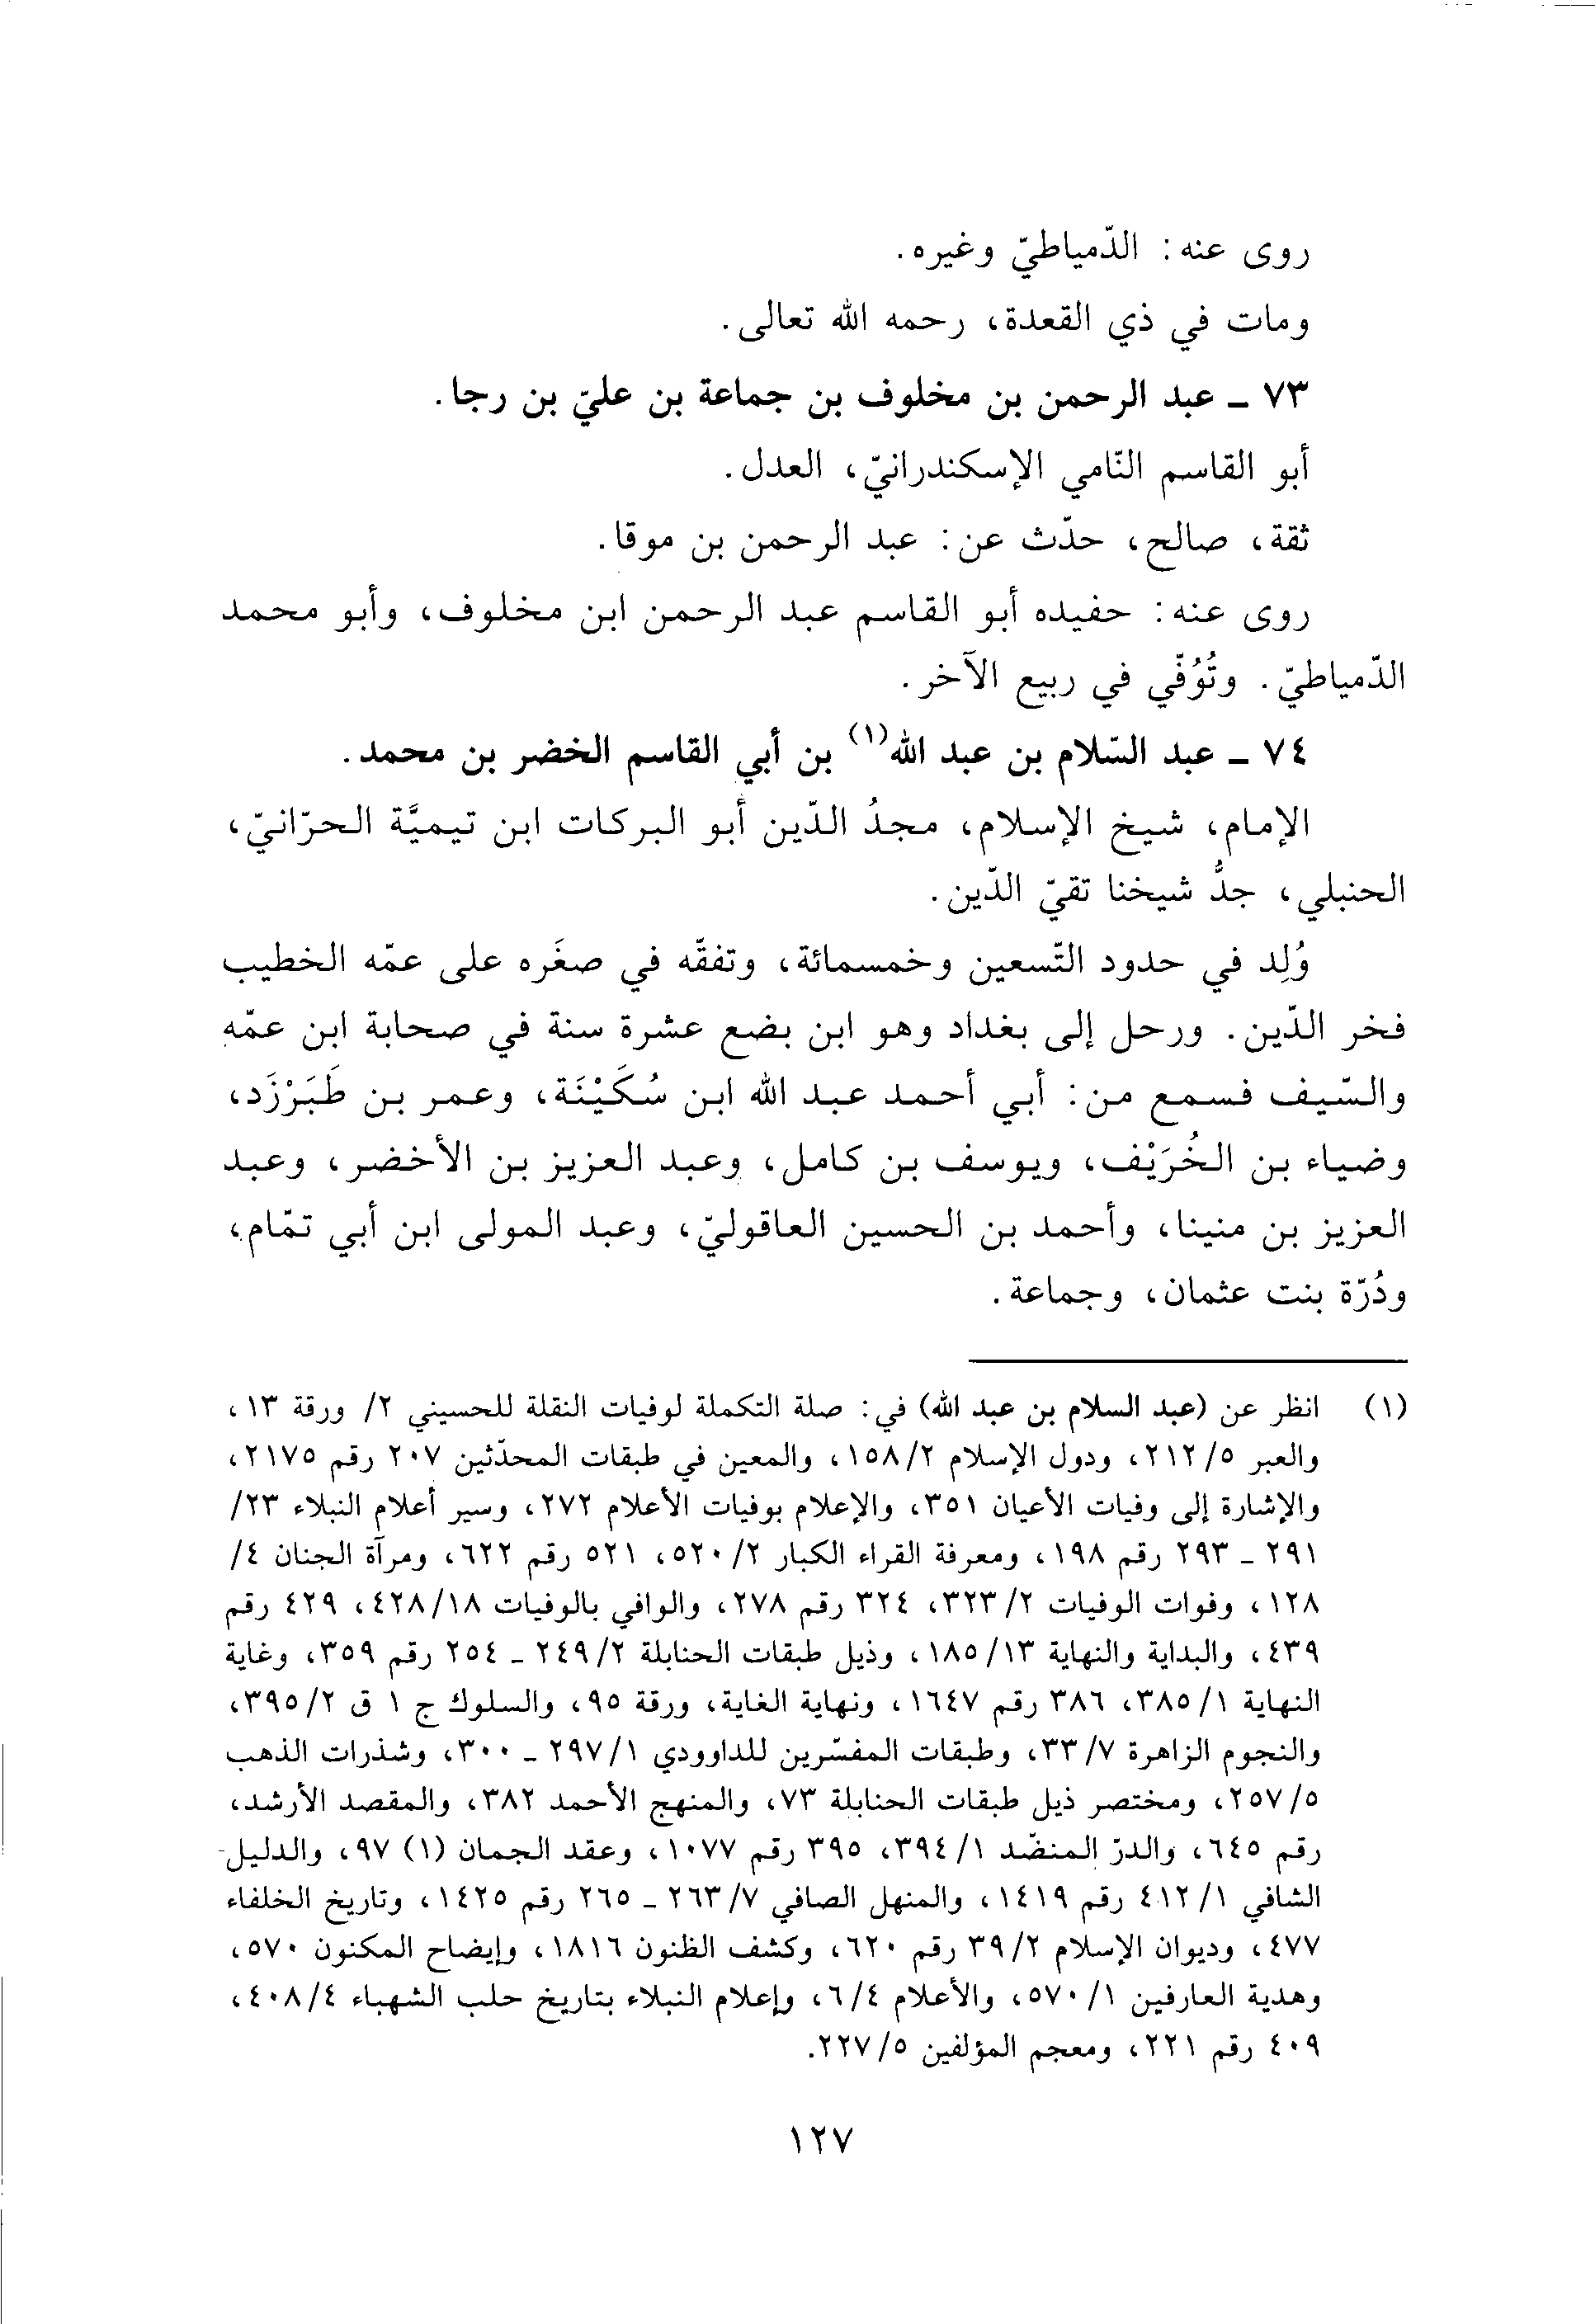 روى عنه: الدّمياطيّ وغيره.
ومات في ذي القعدة، رحمه الله تعالى.
٧٣ ـ عبد الرحمن بن مخلوف بن جماعة بن عليّ بن رجا.
أبو القاسم النّامي الإسكندرانيّ، العدل.
ثقة، صالح، حدّث عن: عبد الرحمن بن موقا.
روى عنه: حفيده أبو القاسم عبد الرحمن ابن مخلوف، وأبو محمد
الدّمياطيّ. وتُوُفّي في ربيع الآخر.
٧٤ ـ عبد السّلام بن عبد الله(١) بن أبي القاسم الخضر بن محمد.
الإمام، شيخ الإسلام، مجدُ الدّين أبو البركات ابن تيميَّة الحرّانيّ،
الحنبلي، جدُّ شيخنا تقيّ الدّين.
وُلِد في حدود التّسعين وخمسمائة، وتفقّه في صغَره على عمّه الخطيب
فخر الدّين. ورحل إلى بغداد وهو ابن بضع عشرة سنة في صحابة ابن عمّه
والسّيف فسمع من: أبي أحمد عبد الله ابن سُكَيْنَة، وعمر بن طَبَرْزَد،
وضياء بن الخُرَيْف، ويوسف بن كامل، وعبد العزيز بن الأخضر، وعبد
العزيز بن منينا، وأحمد بن الحسين العاقوليّ، وعبد المولى ابن أبي تمّام،
ودُرّة بنت عثمان، وجماعة.
(١) انظر عن (عبد السلام بن عبد الله) في: صلة التكملة لوفيات النقلة للحسيني ٢/ ورقة ١٣،
والعبر ٥/ ٢١٢، ودول الإسلام ٢/ ١٥٨، والمعين في طبقات المحدّثين ٢٠٧ رقم ٢١٧٥،
والإشارة إلى وفيات الأعيان ٣٥١، والإعلام بوفيات الأعلام ٢٧٢، وسير أعلام النبلاء ٢٣/
٢٩١ ـ ٢٩٣ رقم ١٩٨، ومعرفة القراء الكبار ٢/ ٥٢٠، ٥٢١ رقم ٦٢٢، ومرآة الجنان ٤/
١٢٨، وفوات الوفيات ٢/ ٣٢٣، ٣٢٤ رقم ٢٧٨، والوافي بالوفيات ١٨/ ٤٢٨، ٤٢٩ رقم
٤٣٩، والبداية والنهاية ١٣/ ١٨٥، وذيل طبقات الحنابلة ٢/ ٢٤٩ ـ ٢٥٤ رقم ٣٥٩، وغاية
النهاية ١/ ٣٨٥، ٣٨٦ رقم ١٦٤٧، ونهاية الغاية، ورقة ٩٥، والسلوك ج ١ ق ٢/ ٣٩٥،
والنجوم الزاهرة ٧/ ٣٣، وطبقات المفسّرين للداوودي ١/ ٢٩٧ ـ ٣٠٠، وشذرات الذهب
٥/ ٢٥٧، ومختصر ذيل طبقات الحنابلة ٧٣، والمنهج الأحمد ٣٨٢، والمقصد الأرشد،
رقم ٦٤٥، والدرّ المنضّد ١/ ٣٩٤، ٣٩٥ رقم ١٠٧٧، وعقد الجمان (١) ٩٧، والدليل
الشافي ١/ ٤١٢ رقم ١٤١٩، والمنهل الصافي ٧/ ٢٦٣ ـ ٢٦٥ رقم ١٤٢٥، وتاريخ الخلفاء
٤٧٧، وديوان الإسلام ٢/ ٣٩ رقم ٦٢٠، وكشف الظنون ١٨١٦، وإيضاح المكنون ٥٧٠،
وهدية العارفين ١/ ٥٧٠، والأعلام ٤/ ٦، وإعلام النبلاء بتاريخ حلب الشهباء ٤/ ٤٠٨،
٤٠٩ رقم ٢٢١، ومعجم المؤلفين ٥/ ٢٢٧.
١٢٧